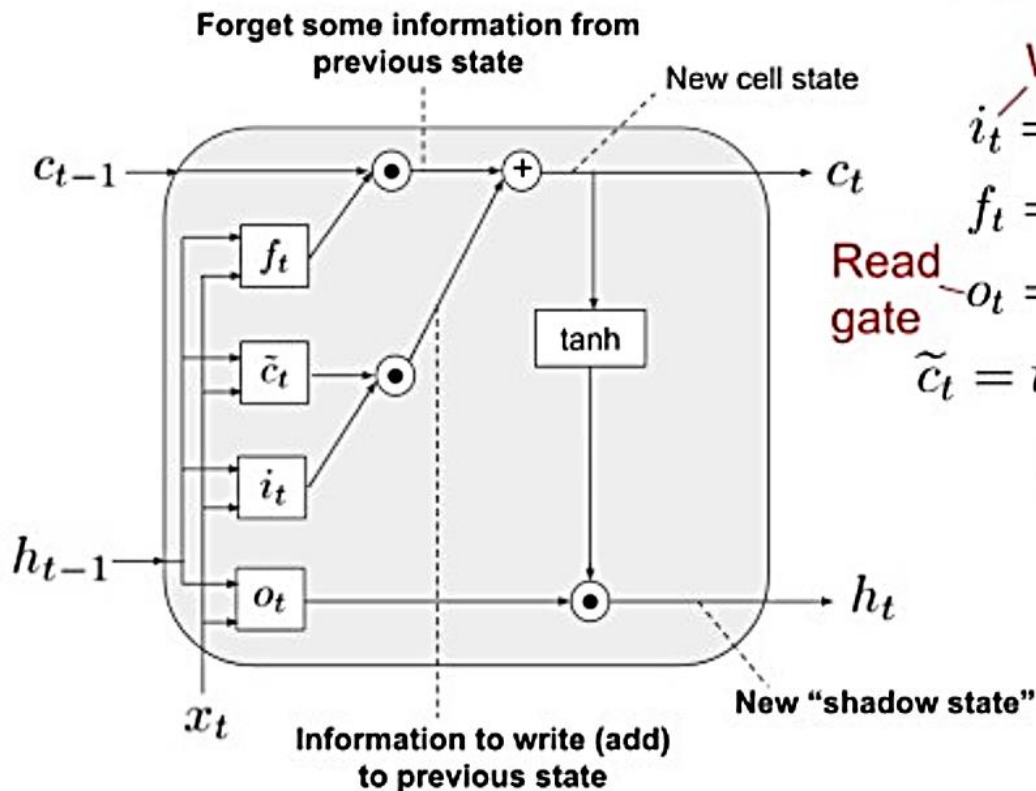 Forget some information from
previous state
New cell state
c_{t-1}
c_t
f_t
c̃_t
i_t
o_t
tanh
h_{t-1}
h_t
x_t
New “shadow state”
Information to write (add)
to previous state
i_t =
f_t =
Read
gate
o_t =
c̃_t =